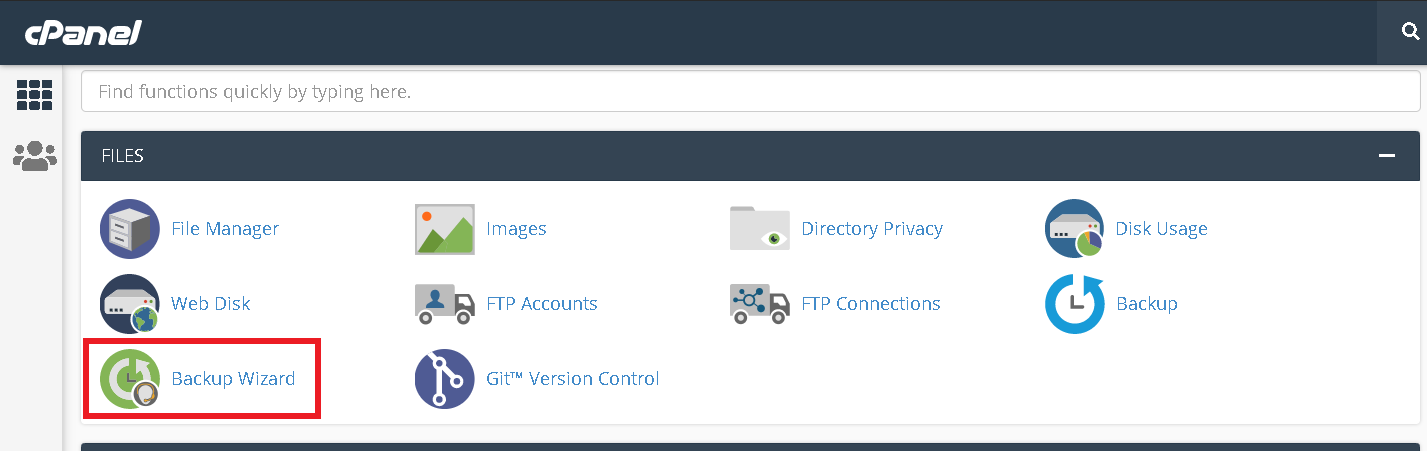 cPanel
Find functions quickly by typing here.
FILES
File Manager
Images
Directory Privacy
Disk Usage
Web Disk
FTP Accounts
FTP Connections
Backup
Backup Wizard
Git™ Version Control